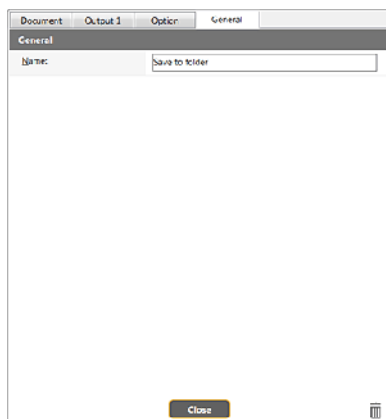 Document Output 1 Option General
General
Name: Save to folder
Close